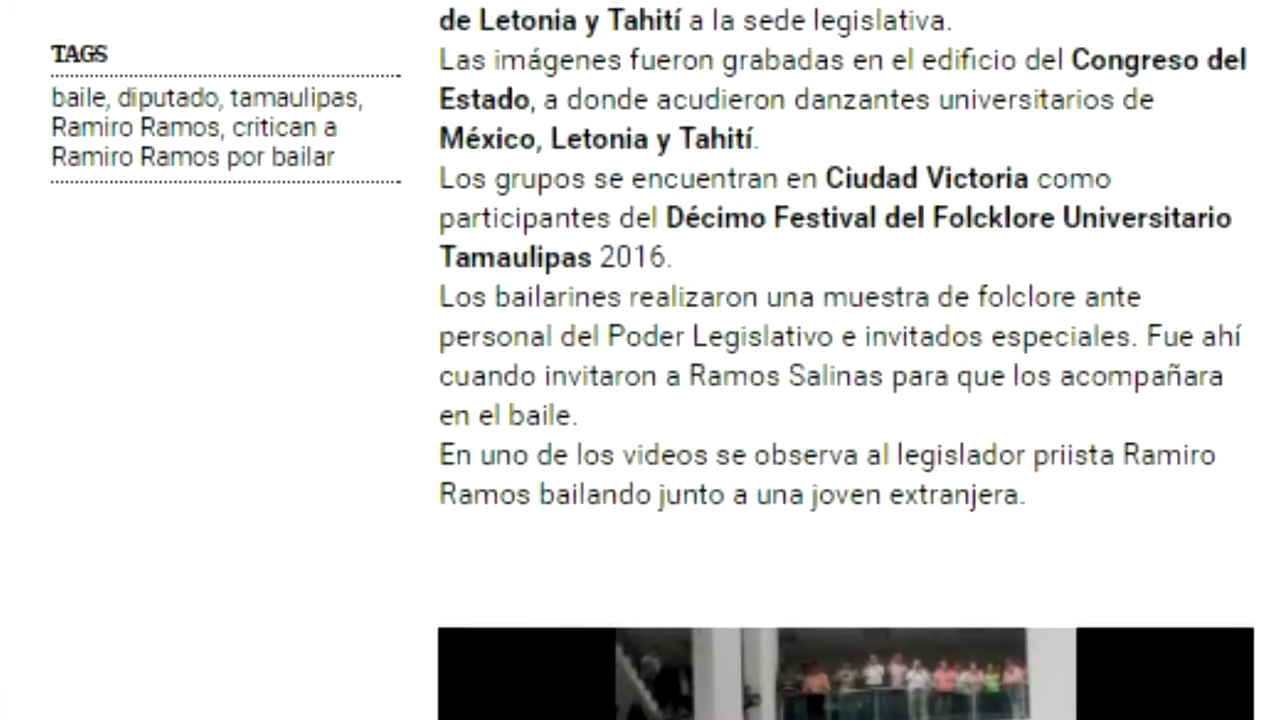 TAGS
baile, diputado, tamaulipas,
Ramiro Ramos, critican a
Ramiro Ramos por bailar
de Letonia y Tahití a la sede legislativa.
Las imágenes fueron grabadas en el edificio del Congreso del
Estado, a donde acudieron danzantes universitarios de
México, Letonia y Tahití.
Los grupos se encuentran en Ciudad Victoria como
participantes del Décimo Festival del Folcklore Universitario
Tamaulipas 2016.
Los bailarines realizaron una muestra de folclore ante
personal del Poder Legislativo e invitados especiales. Fue ahí
cuando invitaron a Ramos Salinas para que los acompañara
en el baile.
En uno de los videos se observa al legislador priista Ramiro
Ramos bailando junto a una joven extranjera.